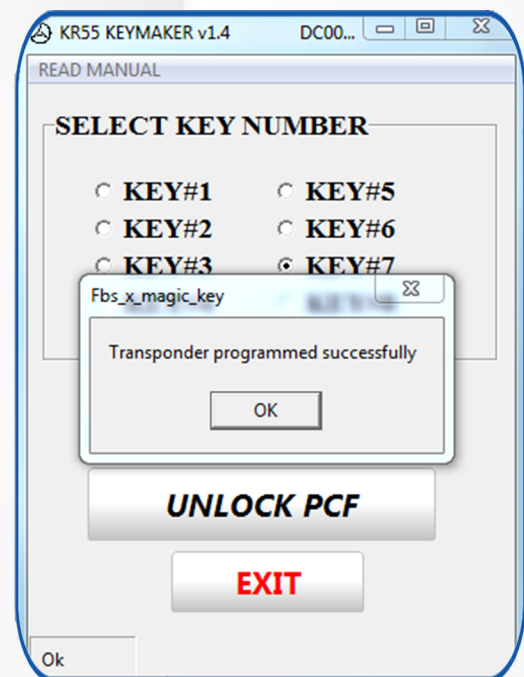 KR55 KEYMAKER v1.4 DC00...
READ MANUAL
SELECT KEY NUMBER
KEY#1 KEY#5
KEY#2 KEY#6
KEY#3 KEY#7
Fbs_x_magic_key
Transponder programmed successfully
OK
UNLOCK PCF
EXIT
Ok